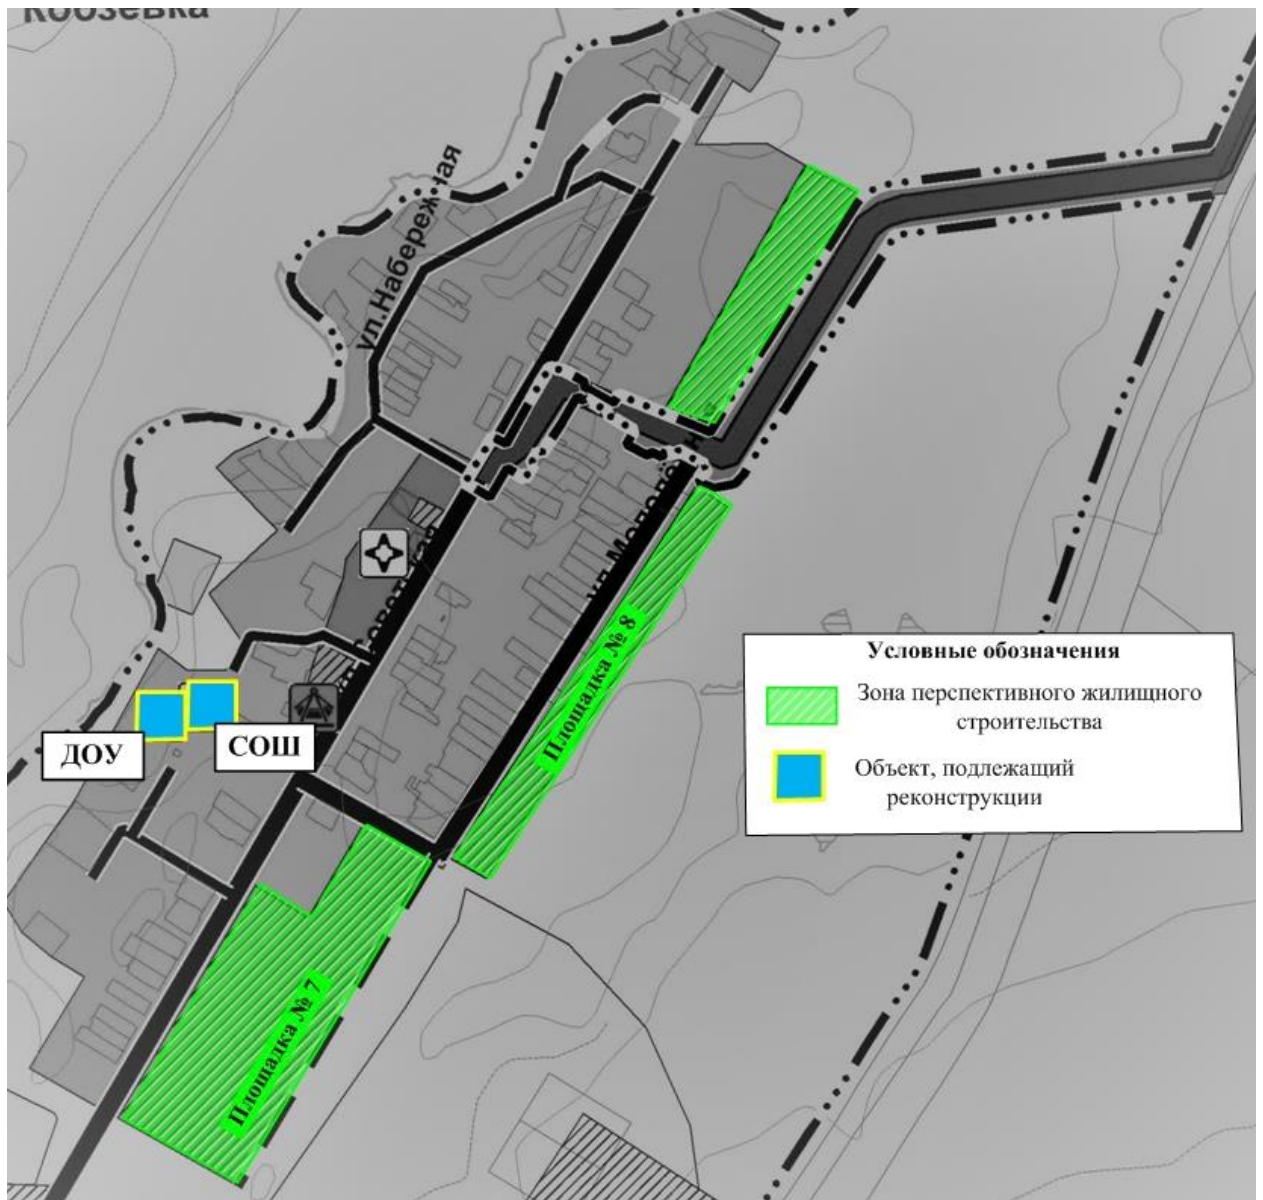 ул.Набережная
Площадка № 8
Условные обозначения
Зона перспективного жилищного
строительства
Объект, подлежащий
реконструкции
ДОУ
СОШ
Площадка № 7